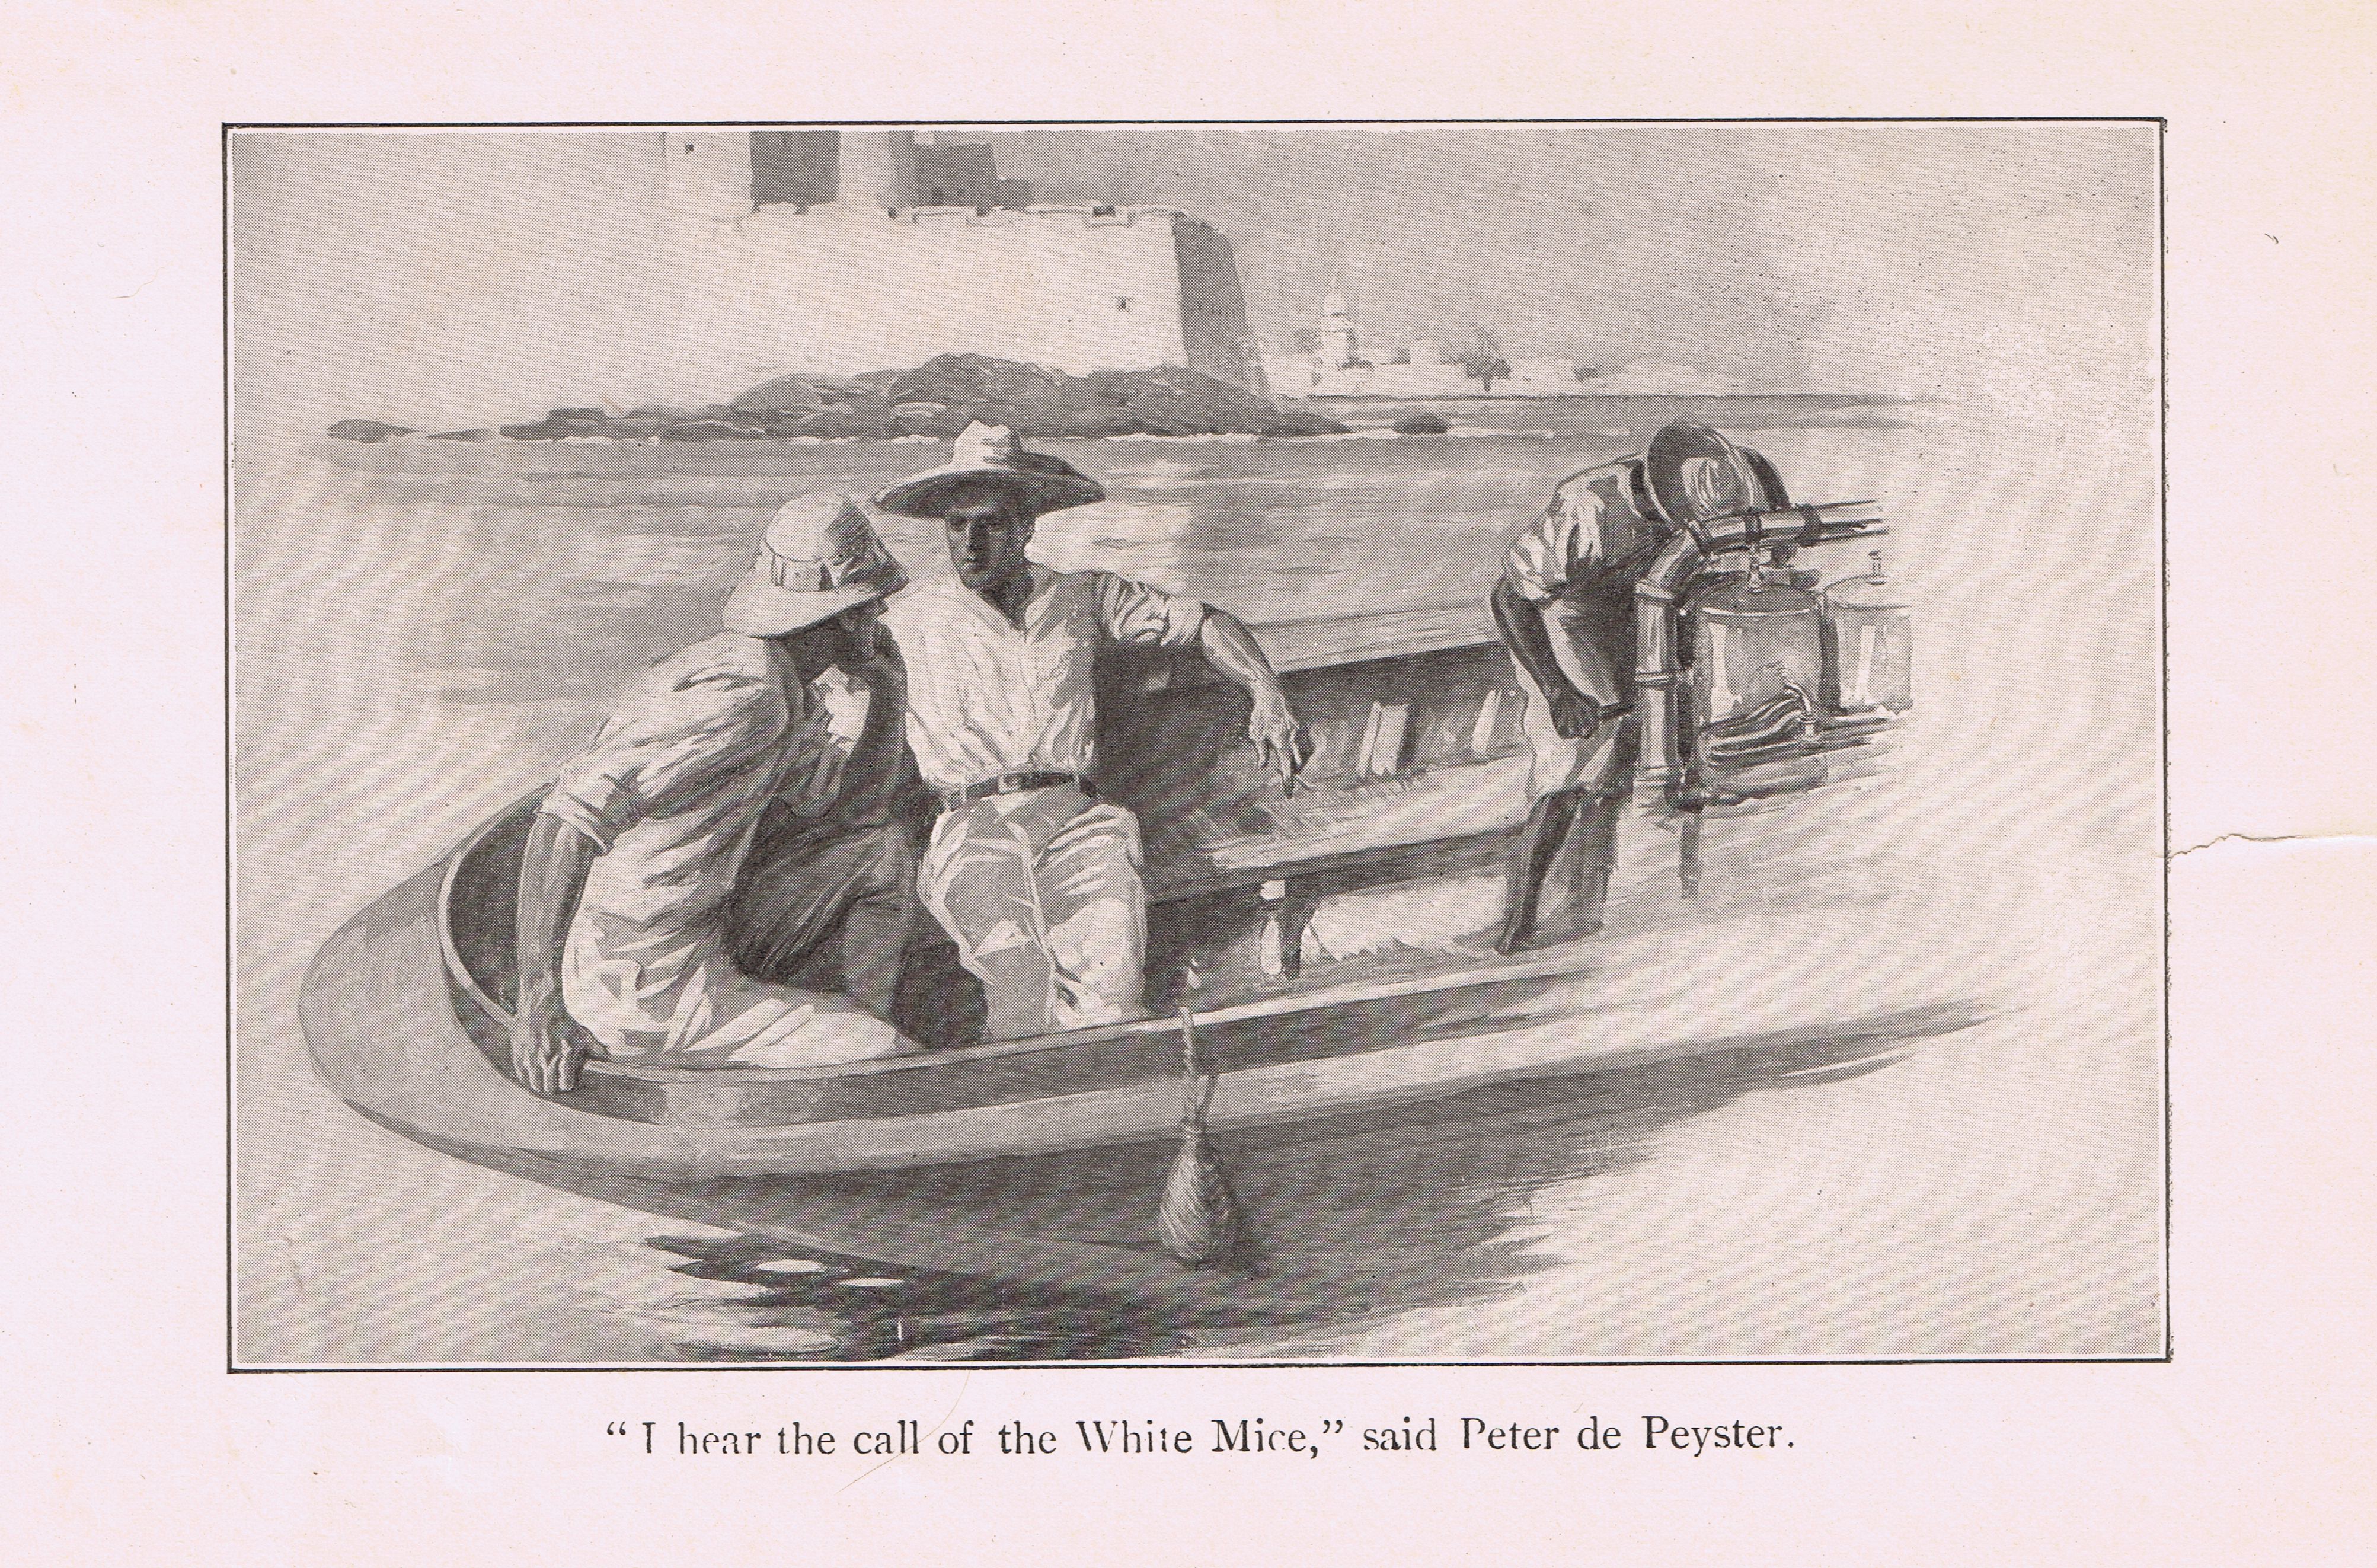 “I hear the call of the White Mice,” said Peter de Peyster.